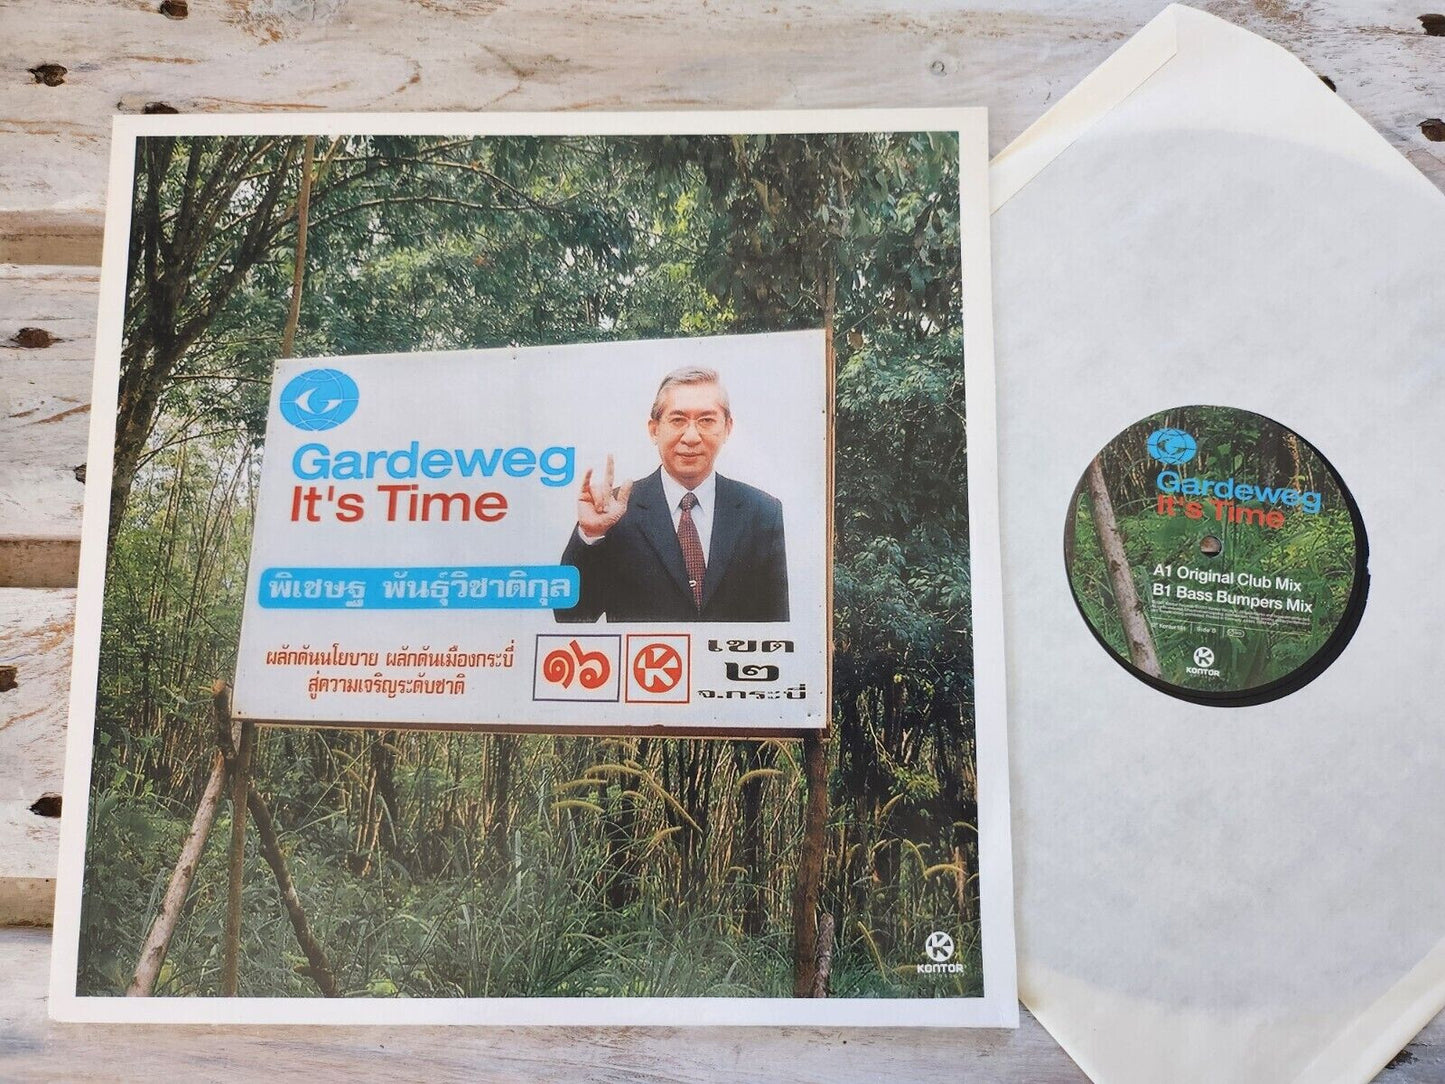 Gardeweg
It's Time
พิเชษฐ พันธุ์วิชาติกุล
ผลักดันนโยบาย ผลักดันเมืองกระบี่
สู่ความเจริญระดับชาติ
๑๖
K
เขต
๒
จ.กระบี่
KONTOR
Gardeweg
It's Time
A1 Original Club Mix
B1 Bass Bumpers Mix
KONTOR